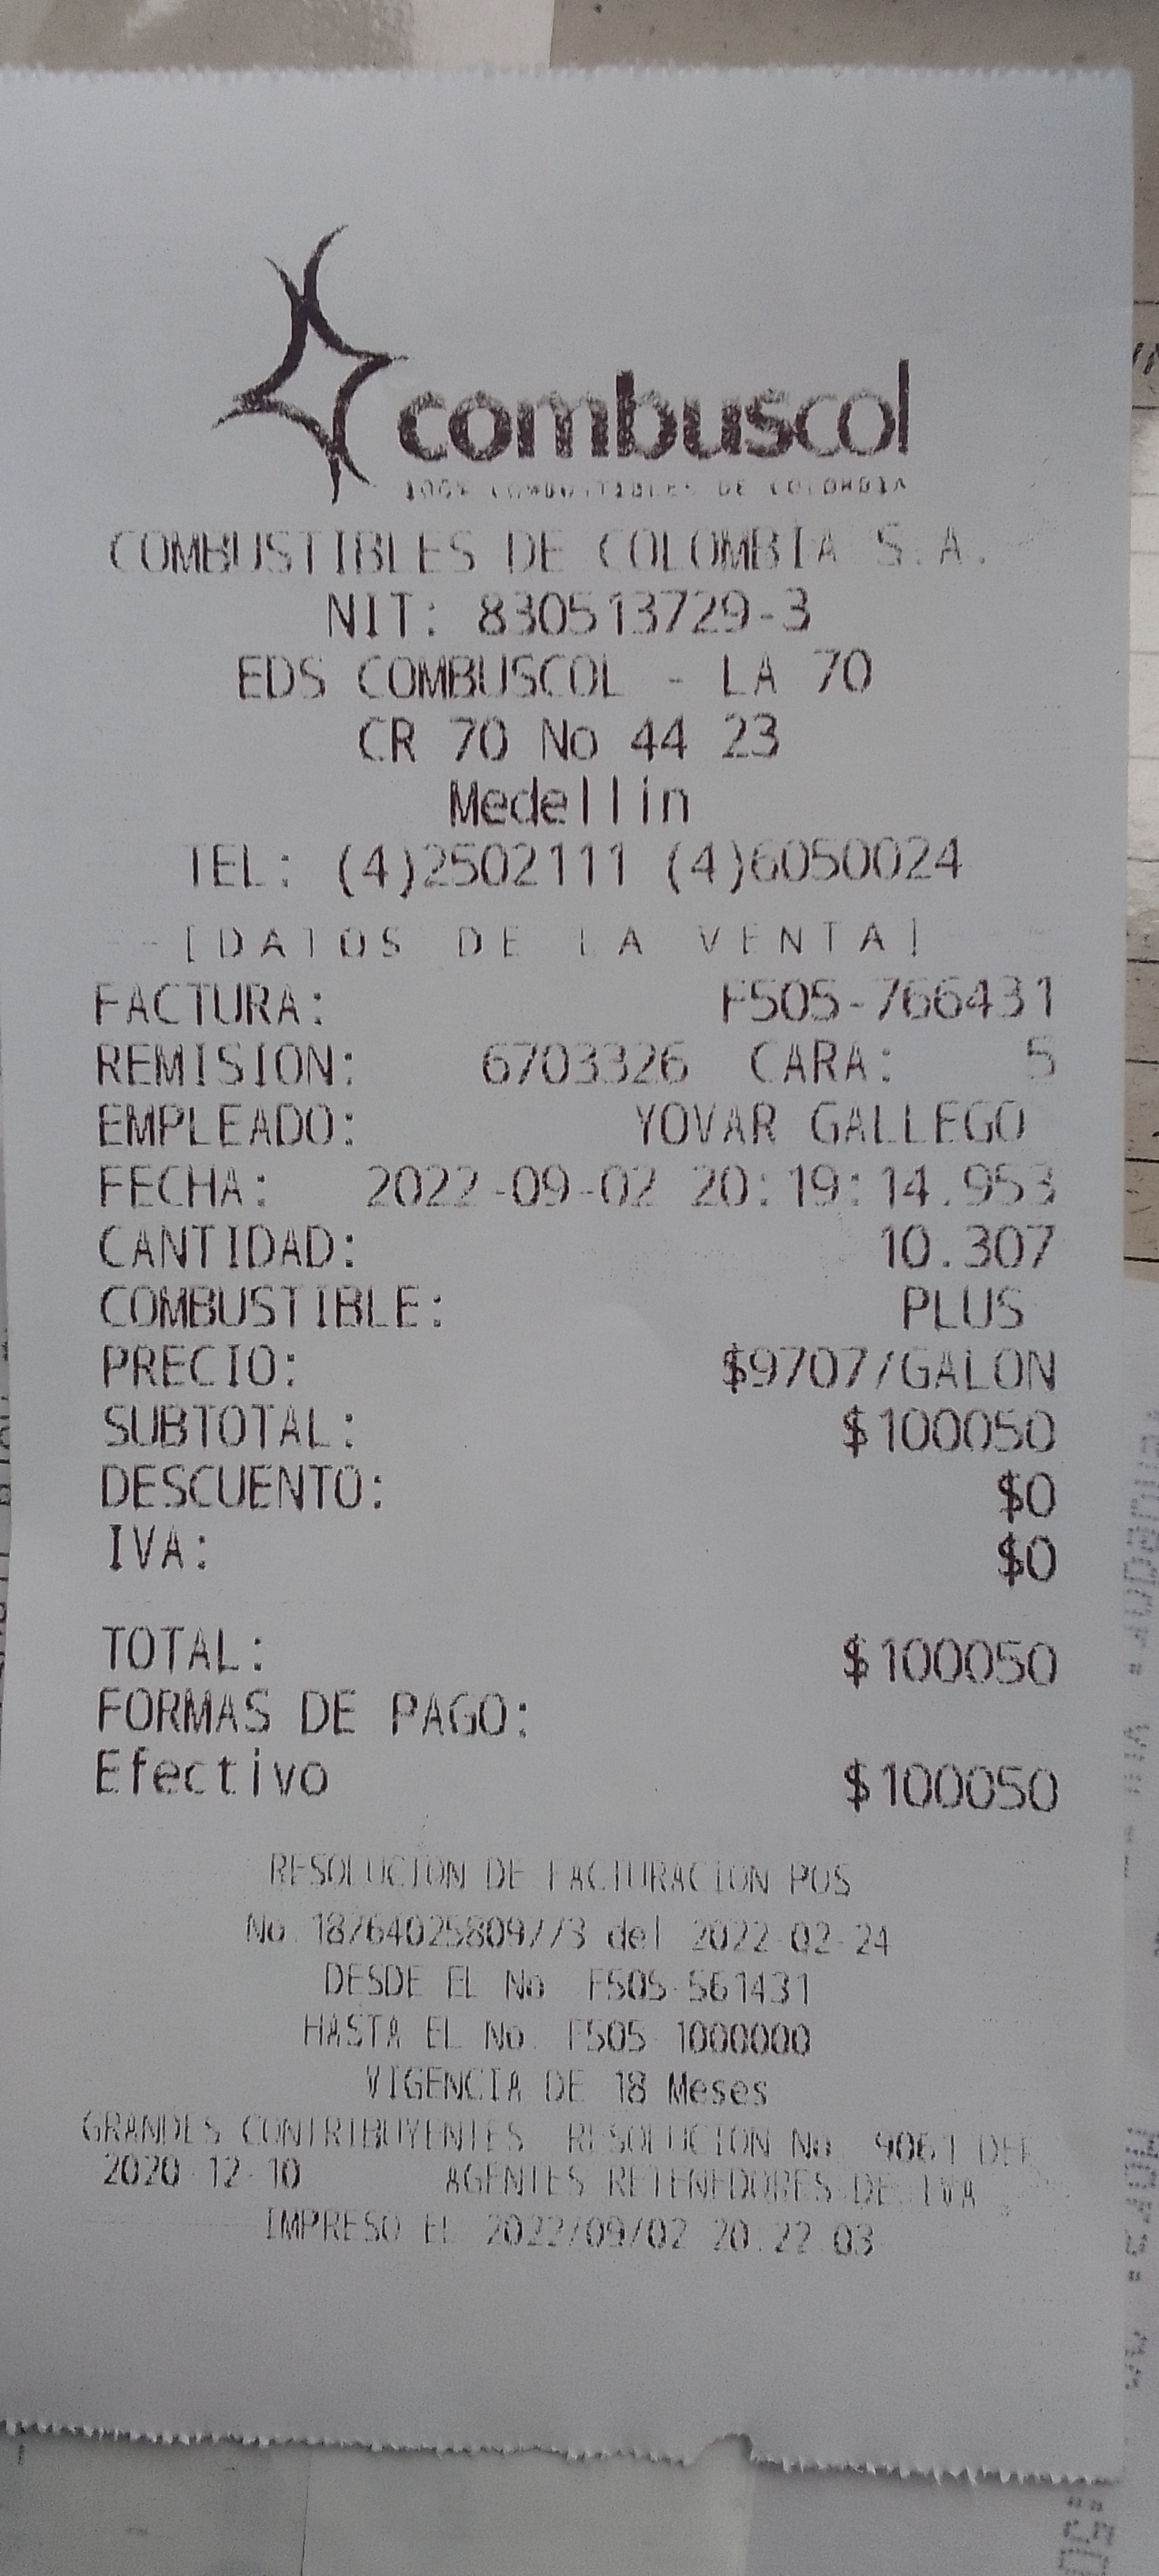 combuscol
100% COMBUSTIBLES DE COLOMBIA
COMBUSTIBLES DE COLOMBIA S.A.
NIT: 830513729-3
EDS COMBUSCOL - LA 70
CR 70 No 44 23
Medellin
TEL: (4)2502111 (4)6050024
[DATOS DE LA VENTA]
FACTURA: F505-766431
REMISION: 6703326 CARA: 5
EMPLEADO: YOVAR GALLEGO
FECHA: 2022-09-02 20:19:14.953
CANTIDAD: 10.307
COMBUSTIBLE: PLUS
PRECIO: $9707/GALON
SUBTOTAL: $100050
DESCUENTO: $0
IVA: $0
TOTAL: $100050
FORMAS DE PAGO:
Efectivo $100050
RESOLUCION DE FACTURACION POS
No. 18764025809773 del 2022-02-24
DESDE EL No. F505-561431
HASTA EL No. F505-1000000
VIGENCIA DE 18 Meses
GRANDES CONTRIBUYENTES RESOLUCION No. 9061 DEL
2020-12-10 AGENTES RETENEDORES DE IVA
IMPRESO EL 2022/09/02 20:22:03